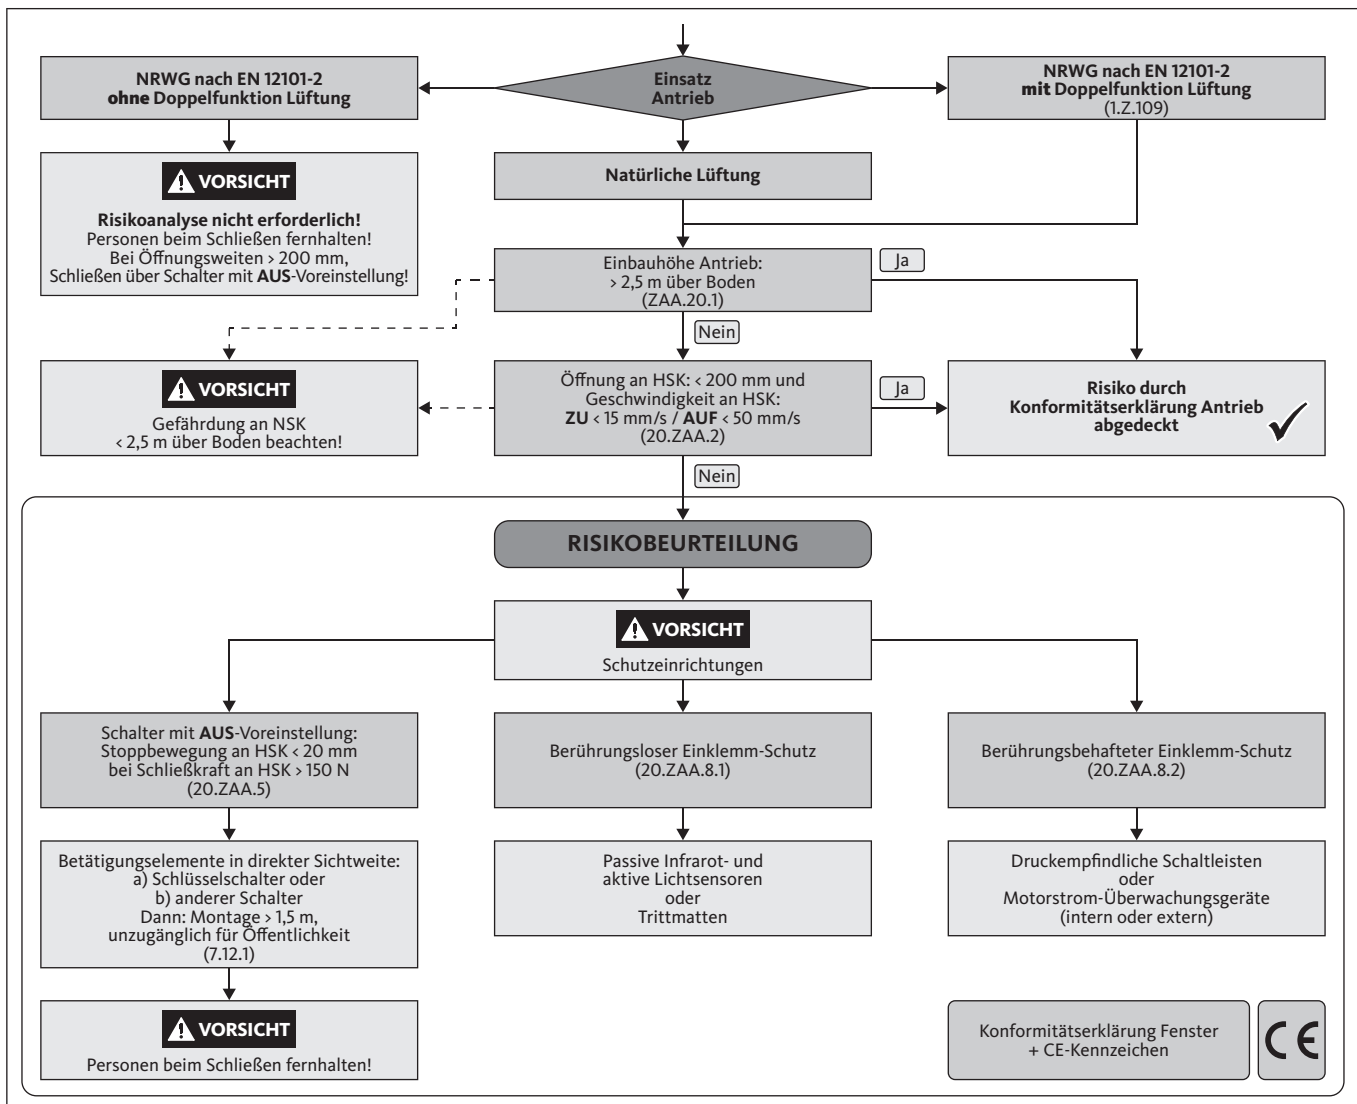 NRWG nach EN 12101-2
ohne Doppelfunktion Lüftung
Einsatz
Antrieb
NRWG nach EN 12101-2
mit Doppelfunktion Lüftung
(1.Z.109)
VORSICHT
Risikoanalyse nicht erforderlich!
Personen beim Schließen fernhalten!
Bei Öffnungsweiten > 200 mm,
Schließen über Schalter mit AUS-Voreinstellung!
Natürliche Lüftung
Einbauhöhe Antrieb:
> 2,5 m über Boden
(ZAA.20.1)
Ja
Nein
VORSICHT
Gefährdung an NSK
< 2,5 m über Boden beachten!
Öffnung an HSK: < 200 mm und
Geschwindigkeit an HSK:
ZU < 15 mm/s / AUF < 50 mm/s
(20.ZAA.2)
Ja
Risiko durch
Konformitätserklärung Antrieb
abgedeckt
Nein
RISIKOBEURTEILUNG
VORSICHT
Schutzeinrichtungen
Schalter mit AUS-Voreinstellung:
Stoppbewegung an HSK < 20 mm
bei Schließkraft an HSK > 150 N
(20.ZAA.5)
Berührungsloser Einklemm-Schutz
(20.ZAA.8.1)
Berührungsbehafteter Einklemm-Schutz
(20.ZAA.8.2)
Betätigungselemente in direkter Sichtweite:
a) Schlüsselschalter oder
b) anderer Schalter
Dann: Montage > 1,5 m,
unzugänglich für Öffentlichkeit
(7.12.1)
Passive Infrarot- und
aktive Lichtsensoren
oder
Trittmatten
Druckempfindliche Schaltleisten
oder
Motorstrom-Überwachungsgeräte
(intern oder extern)
VORSICHT
Personen beim Schließen fernhalten!
Konformitätserklärung Fenster
+ CE-Kennzeichen
CE